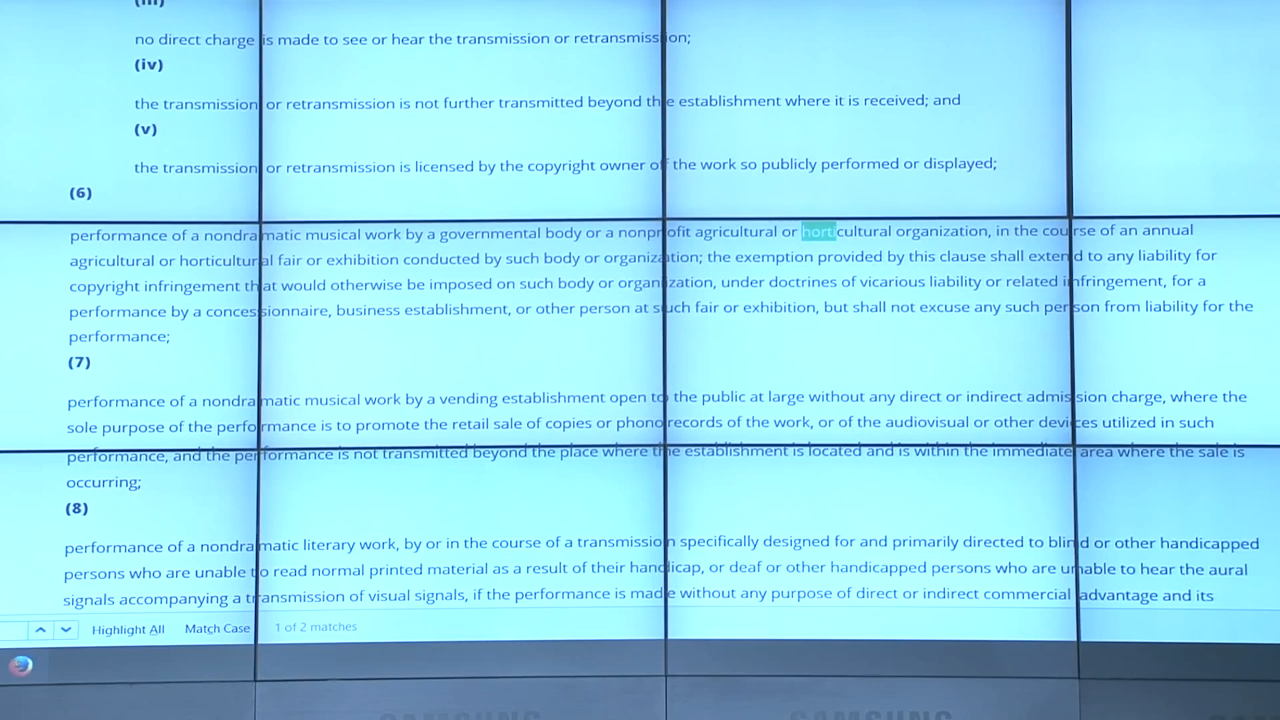 (iii)
no direct charge is made to see or hear the transmission or retransmission;
(iv)
the transmission or retransmission is not further transmitted beyond the establishment where it is received; and
(v)
the transmission or retransmission is licensed by the copyright owner of the work so publicly performed or displayed;
(6)
performance of a nondramatic musical work by a governmental body or a nonprofit agricultural or horticultural organization, in the course of an annual
agricultural or horticultural fair or exhibition conducted by such body or organization; the exemption provided by this clause shall extend to any liability for
copyright infringement that would otherwise be imposed on such body or organization, under doctrines of vicarious liability or related infringement, for a
performance by a concessionnaire, business establishment, or other person at such fair or exhibition, but shall not excuse any such person from liability for the
performance;
(7)
performance of a nondramatic musical work by a vending establishment open to the public at large without any direct or indirect admission charge, where the
sole purpose of the performance is to promote the retail sale of copies or phonorecords of the work, or of the audiovisual or other devices utilized in such
performance, and the performance is not transmitted beyond the place where the establishment is located and is within the immediate area where the sale is
occurring;
(8)
performance of a nondramatic literary work, by or in the course of a transmission specifically designed for and primarily directed to blind or other handicapped
persons who are unable to read normal printed material as a result of their handicap, or deaf or other handicapped persons who are unable to hear the aural
signals accompanying a transmission of visual signals, if the performance is made without any purpose of direct or indirect commercial advantage and its
Highlight All Match Case 1 of 2 matches
SAMSUNG SAMSUNG